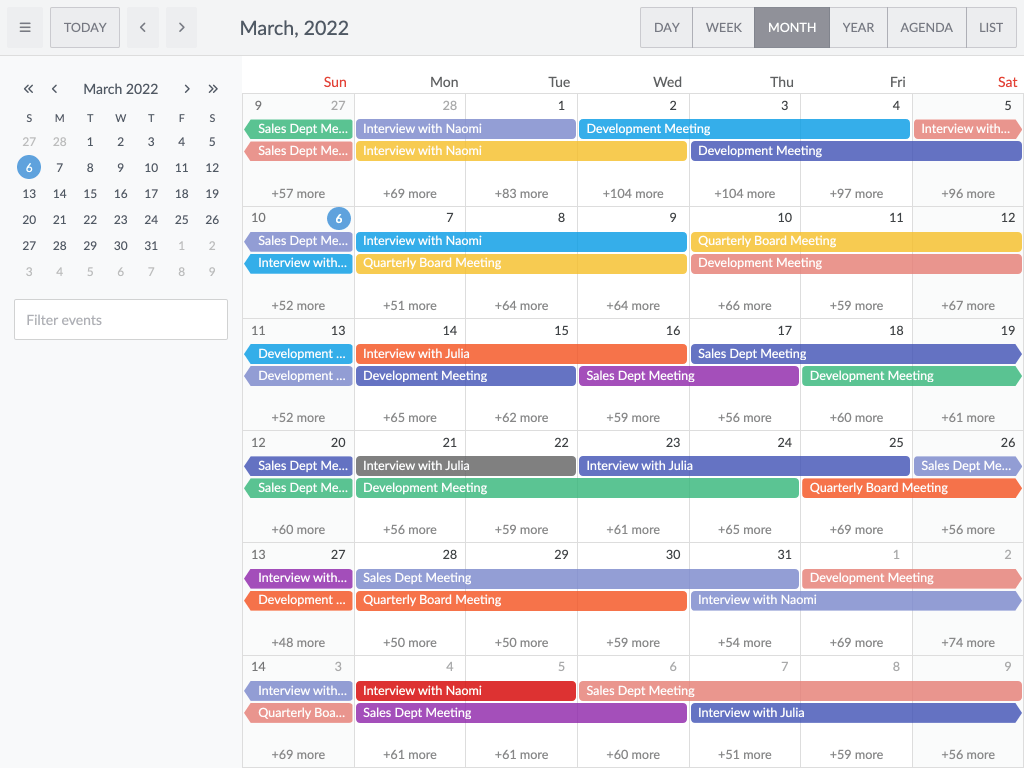 TODAY
March, 2022
DAY WEEK MONTH YEAR AGENDA LIST
March 2022
S M T W T F S
27 28 1 2 3 4 5
6 7 8 9 10 11 12
13 14 15 16 17 18 19
20 21 22 23 24 25 26
27 28 29 30 31 1 2
3 4 5 6 7 8 9
Filter events
Sun Mon Tue Wed Thu Fri Sat
9 27 28 1 2 3 4 5
Sales Dept Me... Interview with Naomi Development Meeting Interview with...
Sales Dept Me... Interview with Naomi Development Meeting
+57 more +69 more +83 more +104 more +104 more +97 more +96 more
10 6 7 8 9 10 11 12
Sales Dept Me... Interview with Naomi Quarterly Board Meeting
Interview with... Quarterly Board Meeting Development Meeting
+52 more +51 more +64 more +64 more +66 more +59 more +67 more
11 13 14 15 16 17 18 19
Development ... Interview with Julia Sales Dept Meeting
Development ... Development Meeting Sales Dept Meeting Development Meeting
+52 more +65 more +62 more +59 more +56 more +60 more +61 more
12 20 21 22 23 24 25 26
Sales Dept Me... Interview with Julia Interview with Julia Sales Dept Me...
Sales Dept Me... Development Meeting Quarterly Board Meeting
+60 more +56 more +59 more +61 more +65 more +69 more +56 more
13 27 28 29 30 31 1 2
Interview with... Sales Dept Meeting Development Meeting
Development ... Quarterly Board Meeting Interview with Naomi
+48 more +50 more +50 more +59 more +54 more +69 more +74 more
14 3 4 5 6 7 8 9
Interview with... Interview with Naomi Sales Dept Meeting
Quarterly Boa... Sales Dept Meeting Interview with Julia
+69 more +61 more +61 more +60 more +51 more +59 more +56 more